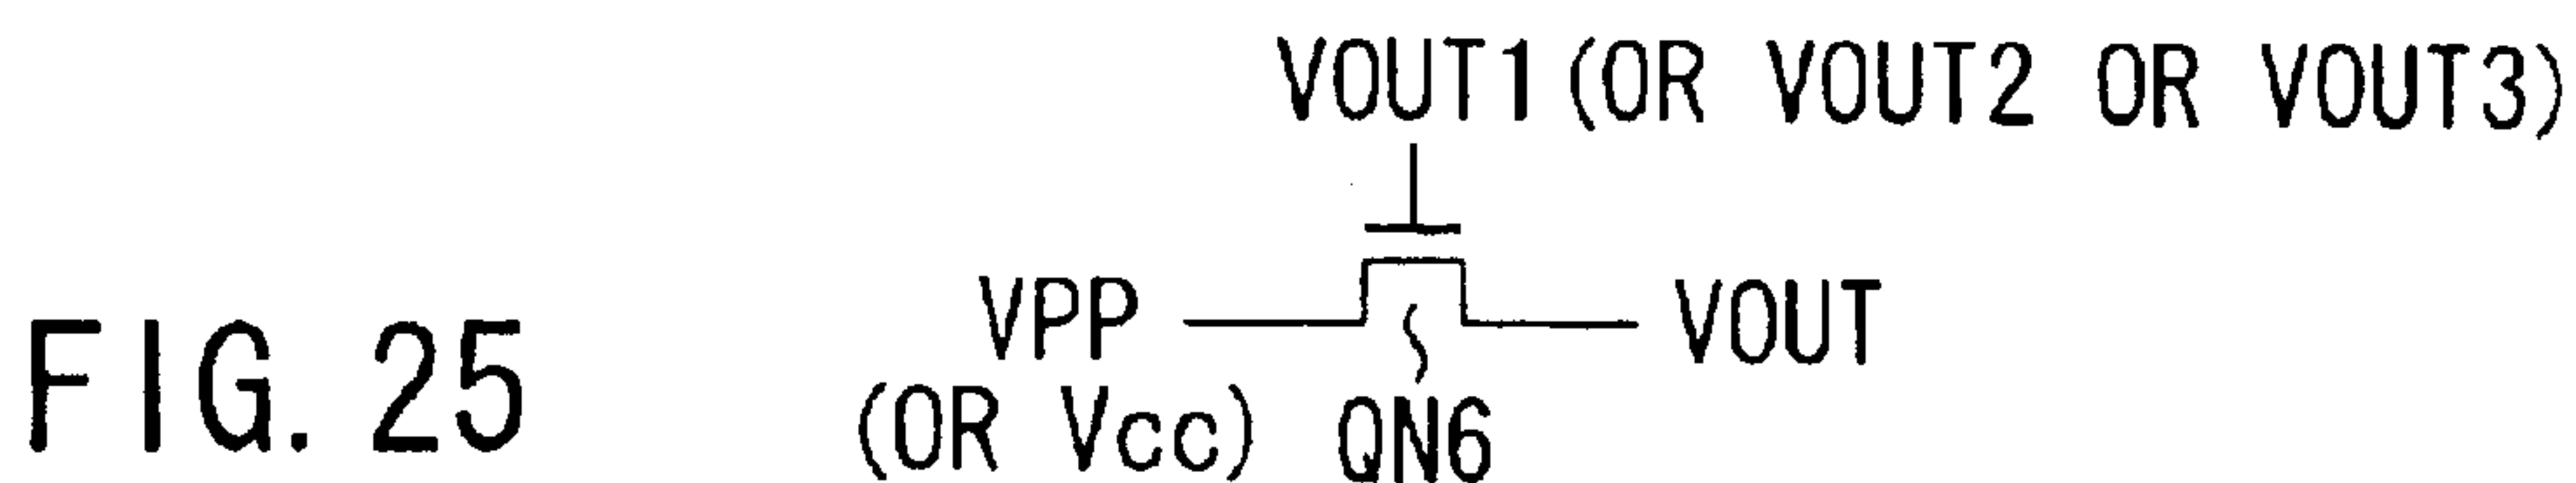 VOUT1 (OR VOUT2 OR VOUT3)
VPP
VOUT
(OR Vcc)
QN6
FIG. 25